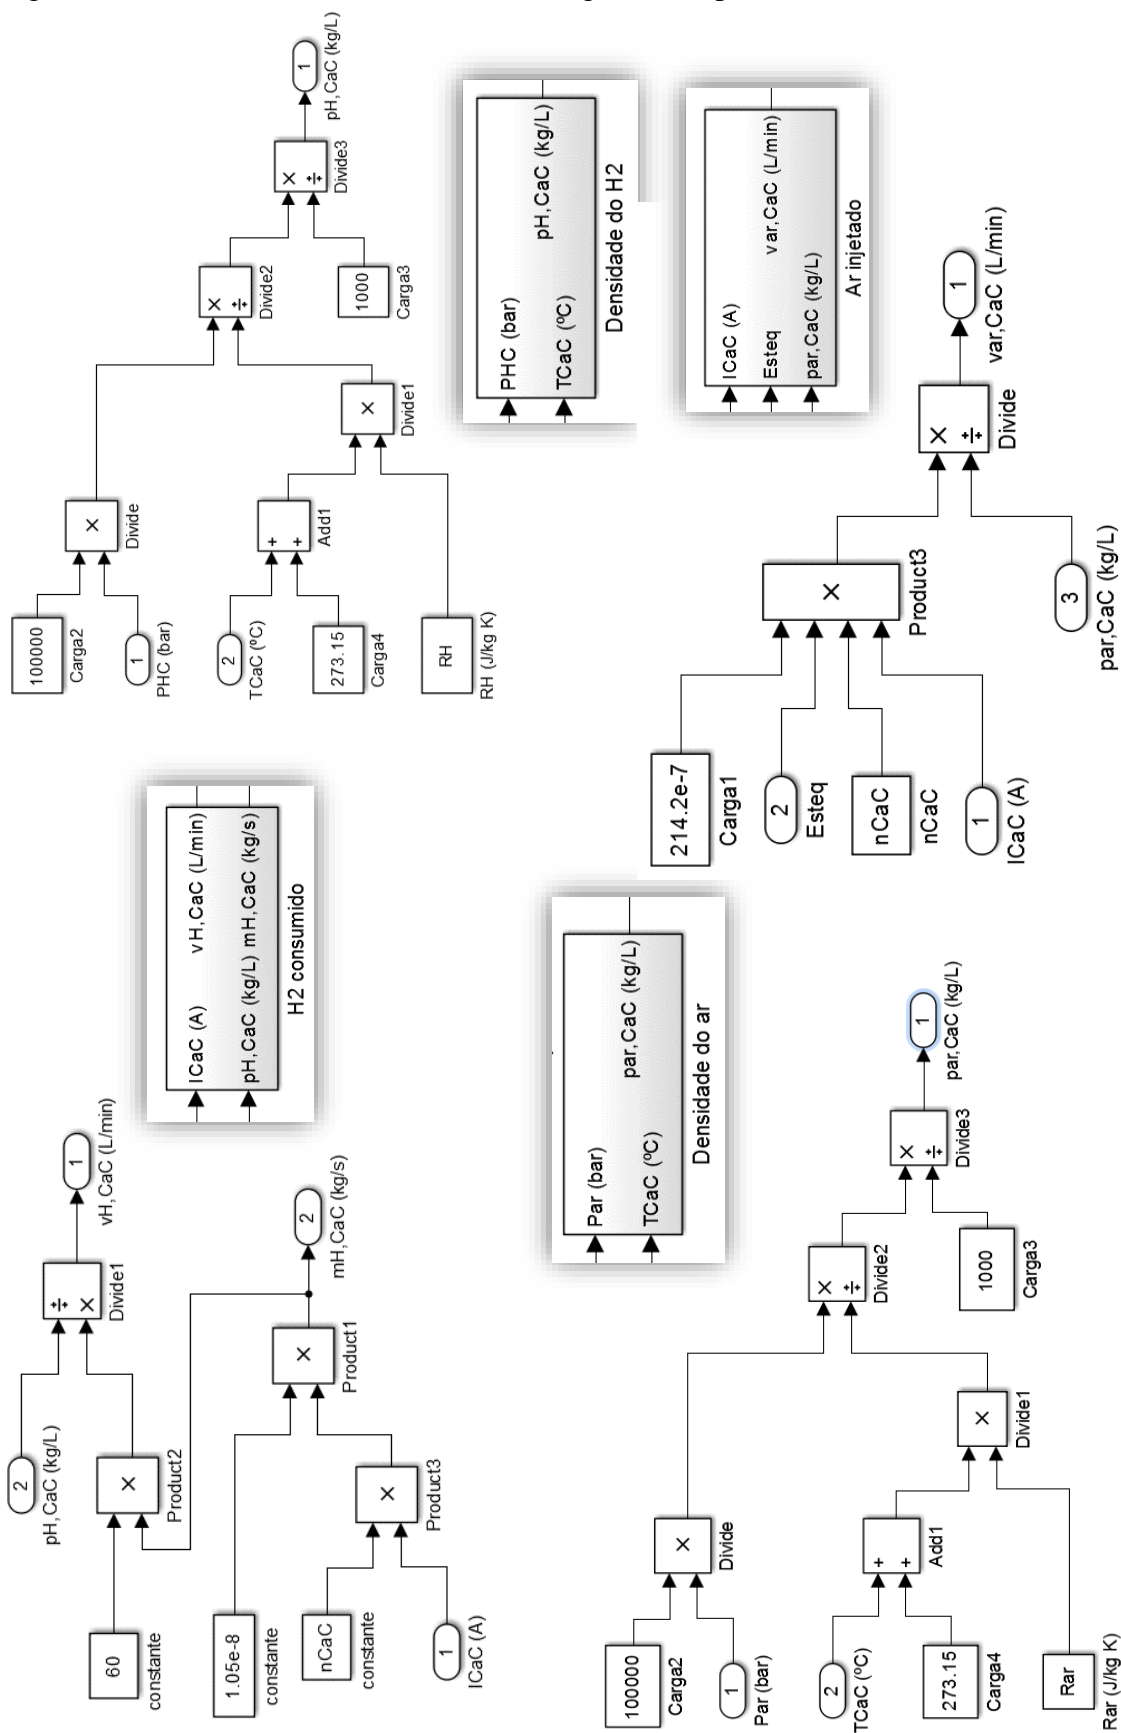 100000
Carga2
1
PHC (bar)
×
Divide
2
TCaC (ºC)
273.15
Carga4
+
+
Add1
RH
RH (J/kg K)
×
Divide1
×
÷
Divide2
1000
Carga3
×
÷
Divide3
1
pH,CaC (kg/L)
PHC (bar)
TCaC (ºC)
pH,CaC (kg/L)
Densidade do H2
ICaC (A)
Esteq
par,CaC (kg/L)
var,CaC (L/min)
Ar injetado
214.2e-7
Carga1
2
Esteq
nCaC
nCaC
1
ICaC (A)
×
Product3
3
par,CaC (kg/L)
×
÷
Divide
1
var,CaC (L/min)
2
pH,CaC (kg/L)
60
constante
×
Product2
÷
×
Divide1
1
vH,CaC (L/min)
1.05e-8
constante
nCaC
constante
1
ICaC (A)
×
Product3
×
Product1
2
mH,CaC (kg/s)
ICaC (A)
vH,CaC (L/min)
pH,CaC (kg/L) mH,CaC (kg/s)
H2 consumido
Par (bar)
TCaC (ºC)
par,CaC (kg/L)
Densidade do ar
100000
Carga2
1
Par (bar)
×
Divide
2
TCaC (ºC)
273.15
Carga4
+
+
Add1
Rar
Rar (J/kg K)
×
Divide1
×
÷
Divide2
1000
Carga3
×
÷
Divide3
1
par,CaC (kg/L)